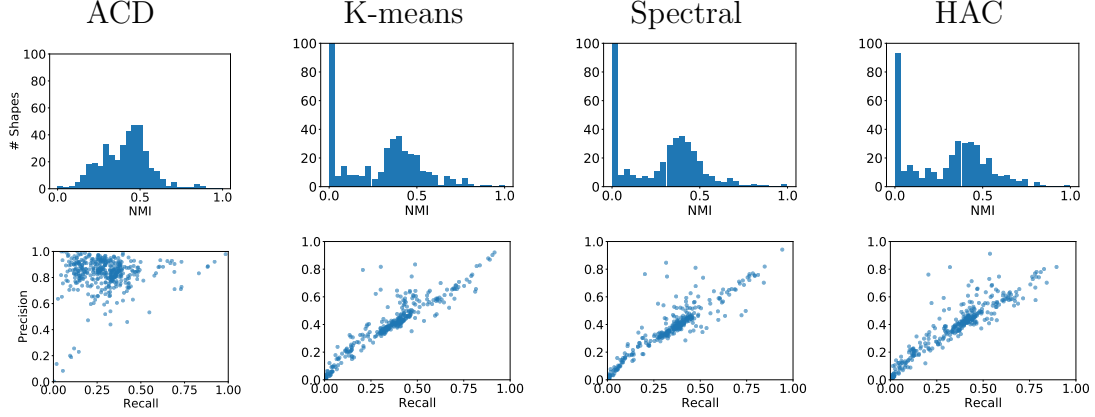 ACD K-means Spectral HAC
100 100 100 100
80 80 80 80
60 60 60 60
# Shapes
40 40 40 40
20 20 20 20
0 0 0 0
0.0 0.5 1.0 0.0 0.5 1.0 0.0 0.5 1.0 0.0 0.5 1.0
NMI NMI NMI NMI
1.0 1.0 1.0 1.0
0.8 0.8 0.8 0.8
0.6 0.6 0.6 0.6
Precision
0.4 0.4 0.4 0.4
0.2 0.2 0.2 0.2
0.0 0.0 0.0 0.0
0.00 0.25 0.50 0.75 1.00 0.00 0.25 0.50 0.75 1.00 0.00 0.25 0.50 0.75 1.00 0.00 0.25 0.50 0.75 1.00
Recall Recall Recall Recall